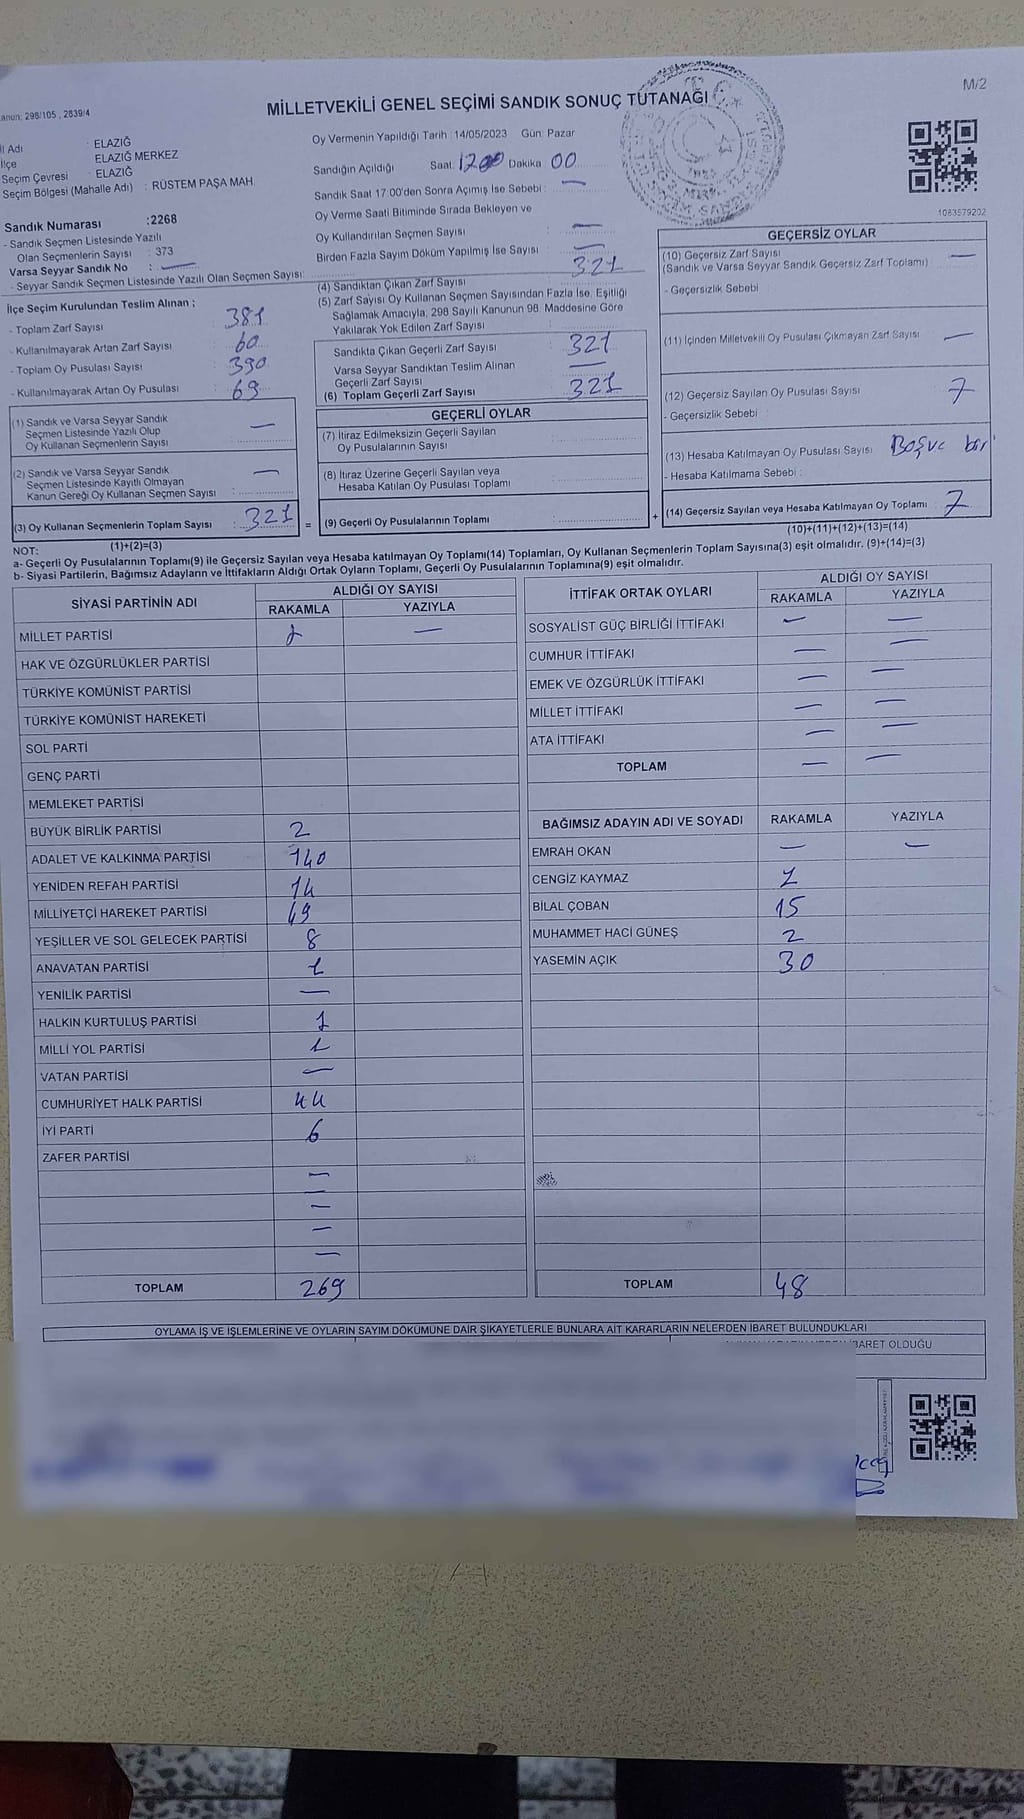 M/2
MİLLETVEKİLİ GENEL SEÇİMİ SANDIK SONUÇ TUTANAĞI
anun: 298/105 , 2839/4
l Adı : ELAZIĞ
lçe : ELAZIĞ MERKEZ
Seçim Çevresi : ELAZIĞ
Seçim Bölgesi (Mahalle Adı) : RÜSTEM PAŞA MAH.
Sandık Numarası :2268
- Sandık Seçmen Listesinde Yazılı
Olan Seçmenlerin Sayısı : 373
Varsa Seyyar Sandık No : —
- Seyyar Sandık Seçmen Listesinde Yazılı Olan Seçmen Sayısı:
Oy Vermenin Yapıldığı Tarih : 14/05/2023 Gün: Pazar
Sandığın Açıldığı Saat: Dakika 00
Sandık Saat 17:00'den Sonra Açımış İse Sebebi : —
Oy Verme Saati Bitiminde Sırada Bekleyen ve
Oy Kullandırılan Seçmen Sayısı : —
Birden Fazla Sayım Döküm Yapılmış İse Sayısı : —
(4) Sandıktan Çıkan Zarf Sayısı 321
(5) Zarf Sayısı Oy Kullanan Seçmen Sayısından Fazla İse, Eşitliği
Sağlamak Amacıyla, 298 Sayılı Kanunun 98. Maddesine Göre
Yakılarak Yok Edilen Zarf Sayısı :
1083579202
İlçe Seçim Kurulundan Teslim Alınan ;
- Toplam Zarf Sayısı : 381
- Kullanılmayarak Artan Zarf Sayısı : 60
- Toplam Oy Pusulası Sayısı : 390
- Kullanılmayarak Artan Oy Pusulası : 69
(1) Sandık ve Varsa Seyyar Sandık
Seçmen Listesinde Yazılı Olup
Oy Kullanan Seçmenlerin Sayısı : —
(2) Sandık ve Varsa Seyyar Sandık
Seçmen Listesinde Kayıtlı Olmayan
Kanun Gereği Oy Kullanan Seçmen Sayısı : —
(3) Oy Kullanan Seçmenlerin Toplam Sayısı : 321
(1)+(2)=(3)
Sandıkta Çıkan Geçerli Zarf Sayısı : 321
Varsa Seyyar Sandıktan Teslim Alınan
Geçerli Zarf Sayısı : —
(6) Toplam Geçerli Zarf Sayısı : 321
GEÇERLİ OYLAR
(7) İtiraz Edilmeksizin Geçerli Sayılan
Oy Pusulalarının Sayısı :
(8) İtiraz Üzerine Geçerli Sayılan veya
Hesaba Katılan Oy Pusulası Toplamı :
= (9) Geçerli Oy Pusulalarının Toplamı :
GEÇERSİZ OYLAR
(10) Geçersiz Zarf Sayısı : —
(Sandık ve Varsa Seyyar Sandık Geçersiz Zarf Toplamı)
- Geçersizlik Sebebi :
(11) İçinden Milletvekili Oy Pusulası Çıkmayan Zarf Sayısı : —
(12) Geçersiz Sayılan Oy Pusulası Sayısı : 7
- Geçersizlik Sebebi :
(13) Hesaba Katılmayan Oy Pusulası Sayısı :
- Hesaba Katılmama Sebebi :
+ (14) Geçersiz Sayılan veya Hesaba Katılmayan Oy Toplamı : 7
(10)+(11)+(12)+(13)=(14)
NOT:
a- Geçerli Oy Pusulalarının Toplamı(9) ile Geçersiz Sayılan veya Hesaba katılmayan Oy Toplamı(14) Toplamları, Oy Kullanan Seçmenlerin Toplam Sayısına(3) eşit olmalıdır. (9)+(14)=(3)
b- Siyasi Partilerin, Bağımsız Adayların ve İttifakların Aldığı Ortak Oyların Toplamı, Geçerli Oy Pusulalarının Toplamına(9) eşit olmalıdır.
SİYASİ PARTİNİN ADI ALDIĞI OY SAYISI
RAKAMLA YAZIYLA
MİLLET PARTİSİ —
HAK VE ÖZGÜRLÜKLER PARTİSİ
TÜRKİYE KOMÜNİST PARTİSİ
TÜRKİYE KOMÜNİST HAREKETİ
SOL PARTİ
GENÇ PARTİ
MEMLEKET PARTİSİ
BÜYÜK BİRLİK PARTİSİ 2
ADALET VE KALKINMA PARTİSİ 140
YENİDEN REFAH PARTİSİ 14
MİLLİYETÇİ HAREKET PARTİSİ 49
YEŞİLLER VE SOL GELECEK PARTİSİ 8
ANAVATAN PARTİSİ 1
YENİLİK PARTİSİ —
HALKIN KURTULUŞ PARTİSİ 1
MİLLİ YOL PARTİSİ 1
VATAN PARTİSİ —
CUMHURİYET HALK PARTİSİ 44
İYİ PARTİ 6
ZAFER PARTİSİ
—
—
—
—
—
TOPLAM 269
İTTİFAK ORTAK OYLARI ALDIĞI OY SAYISI
RAKAMLA YAZIYLA
SOSYALİST GÜÇ BİRLİĞİ İTTİFAKI — —
CUMHUR İTTİFAKI — —
EMEK VE ÖZGÜRLÜK İTTİFAKI — —
MİLLET İTTİFAKI — —
ATA İTTİFAKI — —
TOPLAM — —
BAĞIMSIZ ADAYIN ADI VE SOYADI RAKAMLA YAZIYLA
EMRAH OKAN — —
CENGİZ KAYMAZ 1
BİLAL ÇOBAN 15
MUHAMMET HACİ GÜNEŞ 2
YASEMİN AÇIK 30
TOPLAM 48
OYLAMA İŞ VE İŞLEMLERİNE VE OYLARIN SAYIM DÖKÜMÜNE DAİR ŞİKAYETLERLE BUNLARA AİT KARARLARIN NELERDEN İBARET BULUNDUKLARI
BARET OLDUĞU